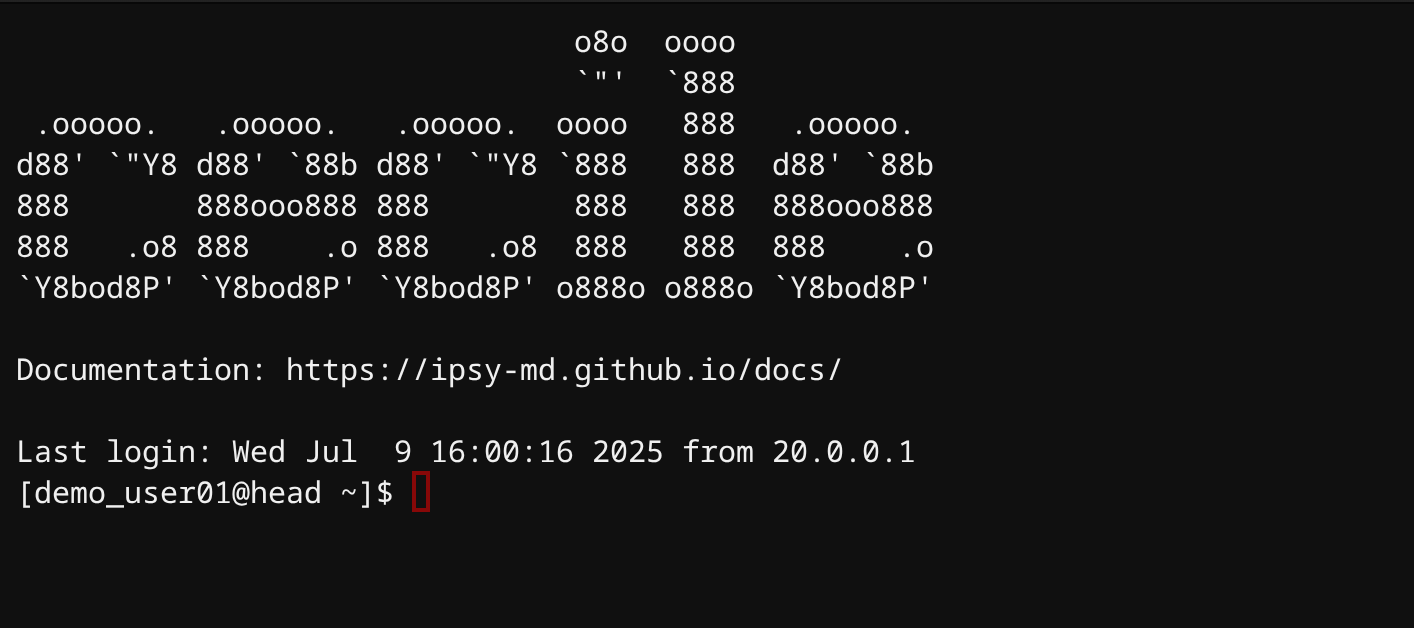 o8o  oooo
                               `"'  `888
 .ooooo.   .ooooo.   .ooooo.  oooo   888   .ooooo.
d88' `"Y8 d88' `88b d88' `"Y8 `888   888  d88' `88b
888       888ooo888 888        888   888  888ooo888
888   .o8 888    .o 888   .o8  888   888  888    .o
`Y8bod8P' `Y8bod8P' `Y8bod8P' o888o o888o `Y8bod8P'

Documentation: https://ipsy-md.github.io/docs/

Last login: Wed Jul  9 16:00:16 2025 from 20.0.0.1
[demo_user01@head ~]$